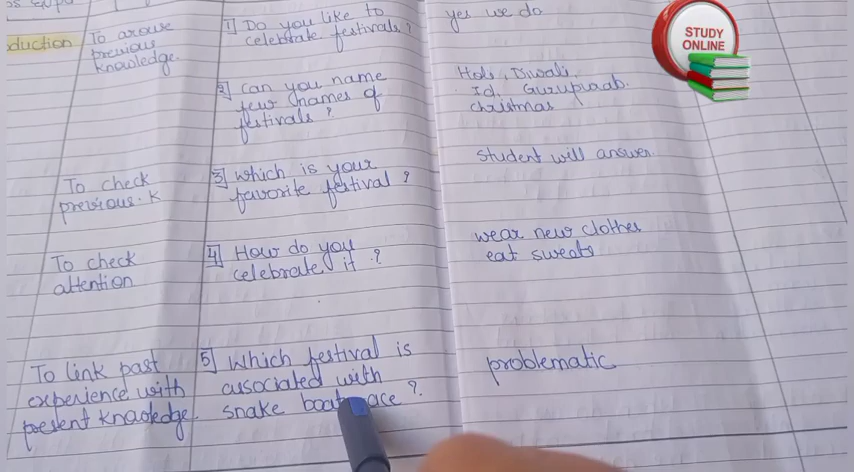 duction
To arouse
previous
knowledge.
1] Do you like to
celebrate festivals?
yes we do
2] Can you name
few names of
festivals?
Holi, Diwali,
Id, Gurupurab.
christmas
To check
previous. K
3] which is your
favorite festival?
student will answer.
To check
attention
4] How do you
celebrate it?
wear new clothes
eat sweets
To link past
experience with
present knowledge.
5] Which festival is
associated with
snake boat ace?
problematic
STUDY
ONLINE